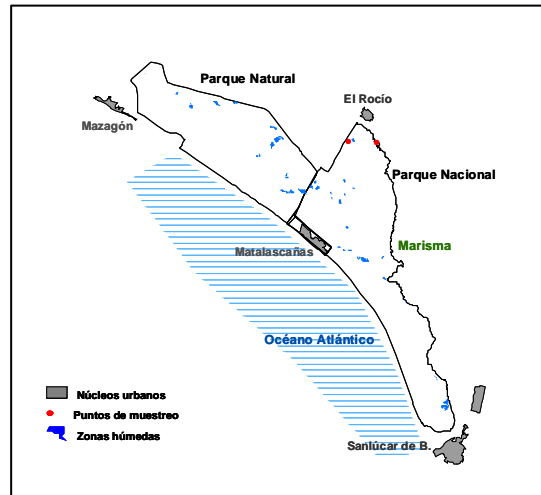 Parque Natural
El Rocío
Mazagón
Parque Nacional
Marisma
Matalascañas
Océano Atlántico
Núcleos urbanos
Puntos de muestreo
Zonas húmedas
Sanlúcar de B.